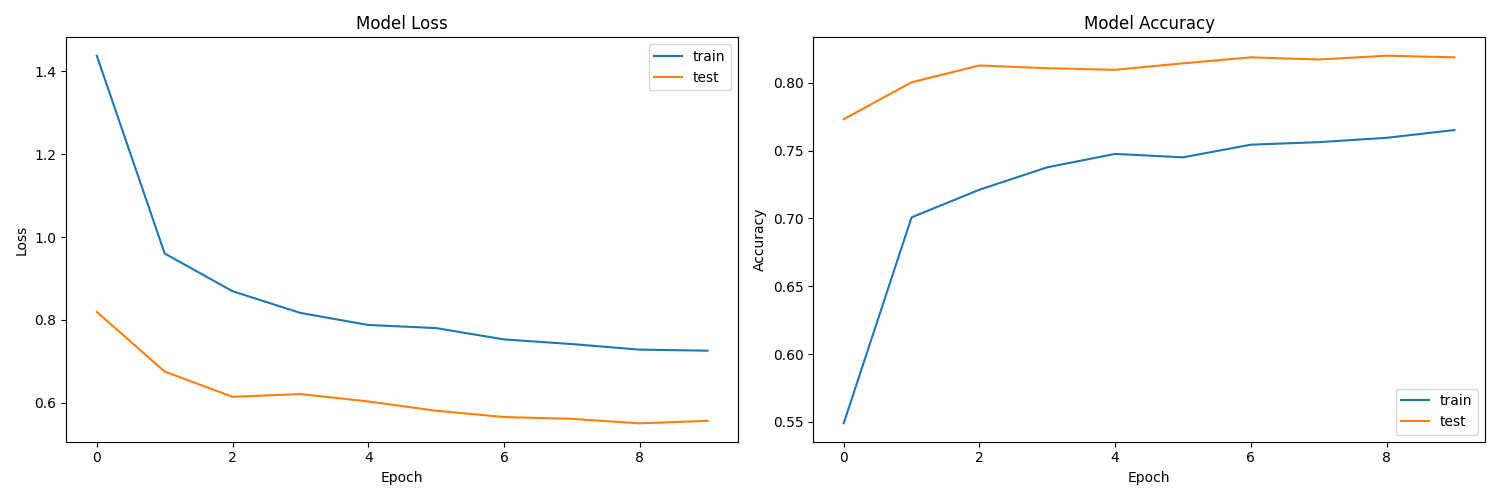 Model Loss
1.4
1.2
1.0
0.8
0.6
Loss
0 2 4 6 8
Epoch
train
test
Model Accuracy
0.80
0.75
0.70
0.65
0.60
0.55
Accuracy
0 2 4 6 8
Epoch
train
test